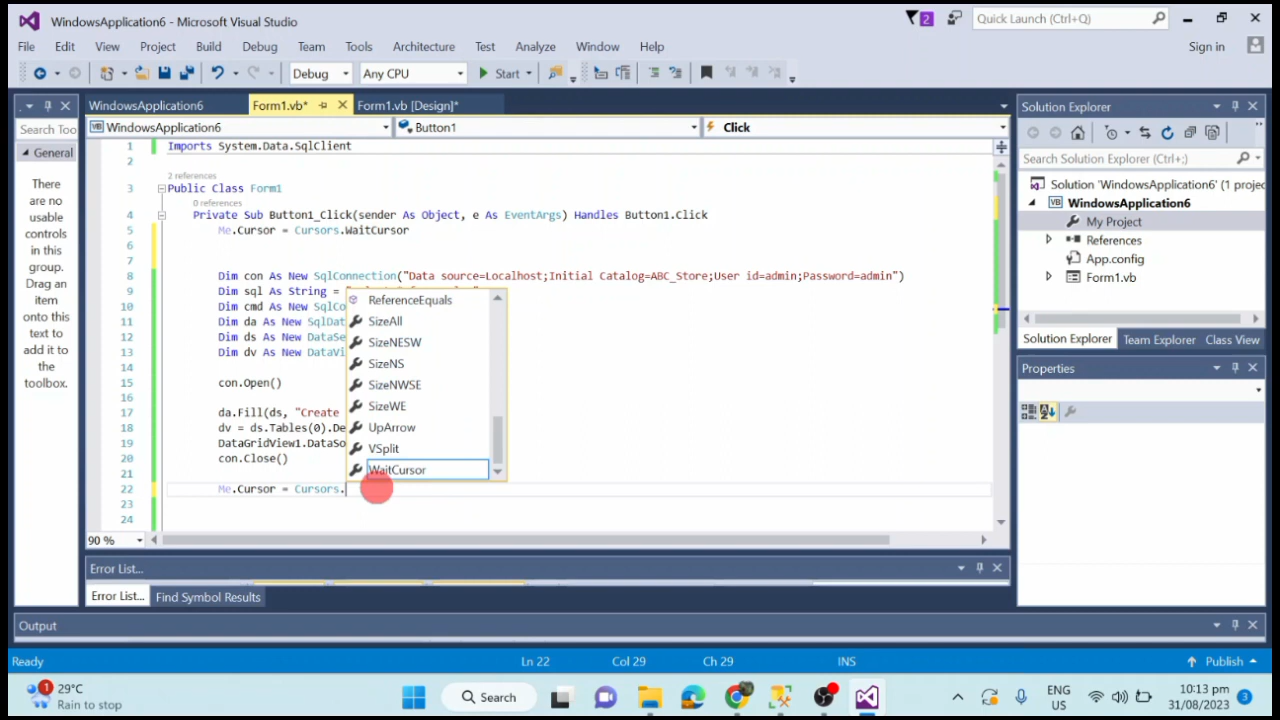 WindowsApplication6 - Microsoft Visual Studio
2
Quick Launch (Ctrl+Q)
File Edit View Project Build Debug Team Tools Architecture Test Analyze Window Help
Sign in
Debug Any CPU Start
WindowsApplication6 Form1.vb* Form1.vb [Design]*
Search Too
General
There
are no
usable
controls
in this
group.
Drag an
item
onto this
text to
add it to
the
toolbox.
WindowsApplication6 Button1 Click
1 Imports System.Data.SqlClient
2
2 references
3 Public Class Form1
0 references
4 Private Sub Button1_Click(sender As Object, e As EventArgs) Handles Button1.Click
5 Me.Cursor = Cursors.WaitCursor
6
7
8 Dim con As New SqlConnection("Data source=Localhost;Initial Catalog=ABC_Store;User id=admin;Password=admin")
9 Dim sql As String =
10 Dim cmd As New SqlCo
11 Dim da As New SqlDat
12 Dim ds As New DataSe
13 Dim dv As New DataVi
14
15 con.Open()
16
17 da.Fill(ds, "Create
18 dv = ds.Tables(0).De
19 DataGridView1.DataSo
20 con.Close()
21
22 Me.Cursor = Cursors.
23
24
ReferenceEquals
SizeAll
SizeNESW
SizeNS
SizeNWSE
SizeWE
UpArrow
VSplit
WaitCursor
90 %
Error List...
Error List... Find Symbol Results
Output
Solution Explorer
Search Solution Explorer (Ctrl+;)
Solution 'WindowsApplication6' (1 projec
WindowsApplication6
My Project
References
App.config
Form1.vb
Solution Explorer Team Explorer Class View
Properties
Ready Ln 22 Col 29 Ch 29 INS Publish
1
29°C
Rain to stop
Search
ENG
US
10:13 pm
31/08/2023
3